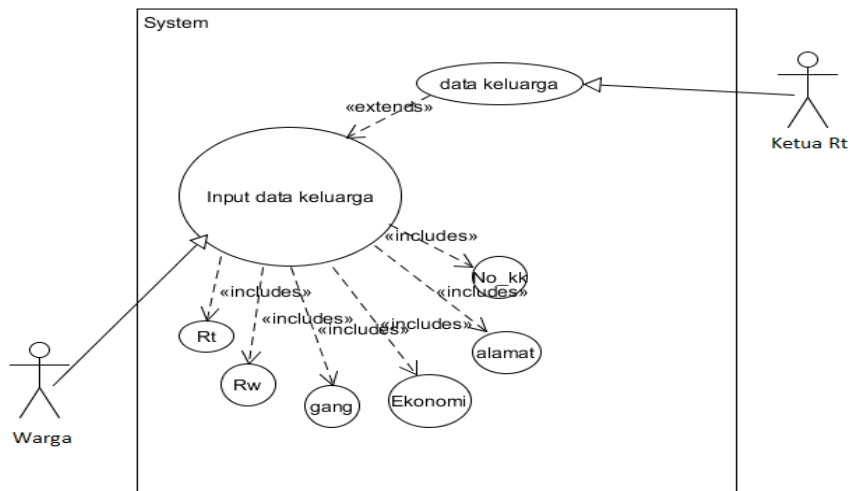 System
data keluarga
«extends»
Ketua Rt
Input data keluarga
«includes»
No_kk
«includes»
«includes»
«includes»
«includes»
«includes»
Rt
alamat
Rw
gang
Ekonomi
Warga